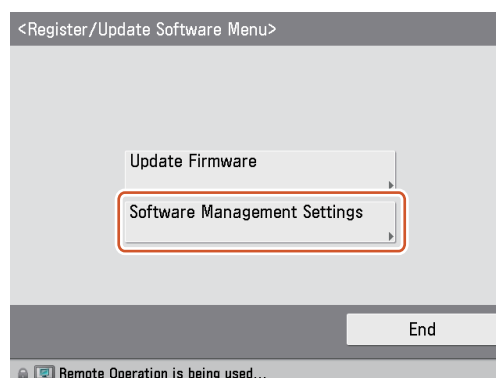 <Register/Update Software Menu>
Update Firmware
Software Management Settings
End
Remote Operation is being used...